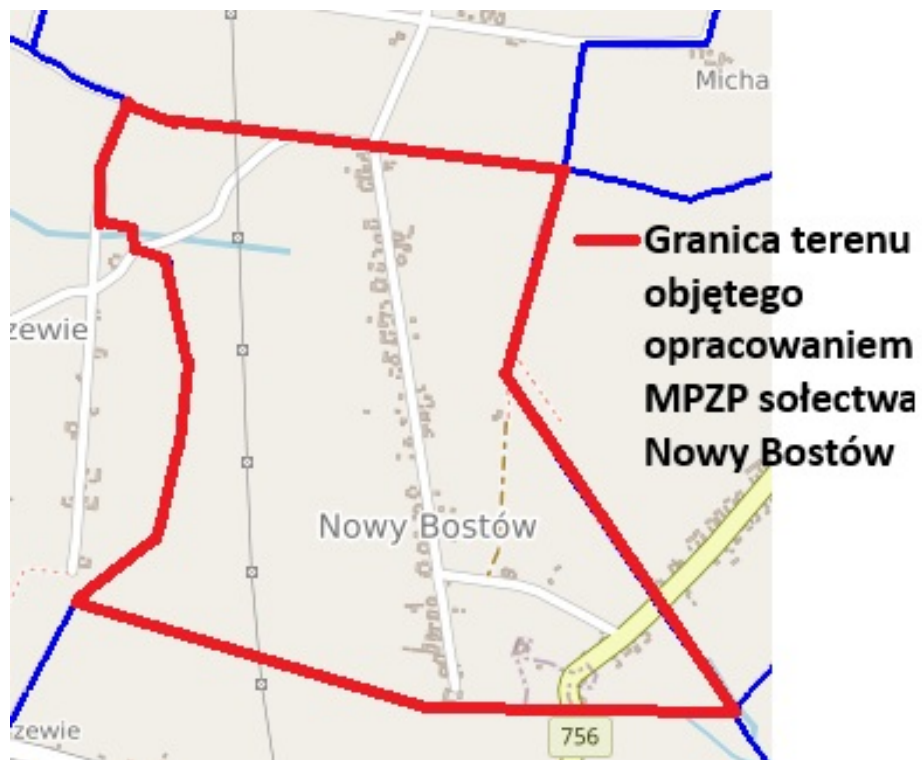 Micha
Granica terenu
objętego
opracowaniem
MPZP sołectwa
Nowy Bostów
zewie
Nowy Bostów
zewie
756